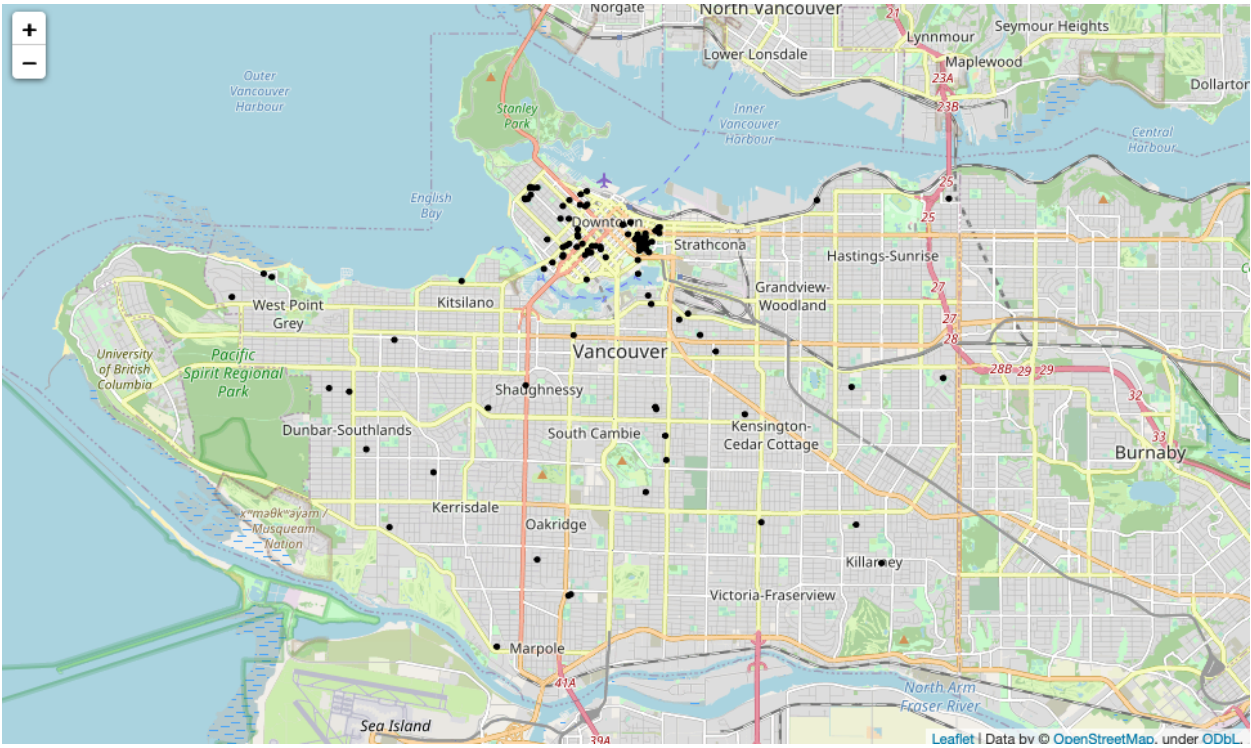 +
−
Norgate
North Vancouver
21
Lynnmour
Seymour Heights
Lower Lonsdale
Maplewood
23A
23B
Dollarton
Outer
Vancouver
Harbour
Stanley
Park
Inner
Vancouver
Harbour
Central
Harbour
25
English
Bay
25
Downtown
Strathcona
Hastings-Sunrise
Grandview-
Woodland
27
West Point
Grey
Kitsilano
27
28
University
of British
Columbia
Pacific
Spirit Regional
Park
Vancouver
28B
29
29
Shaughnessy
32
Dunbar-Southlands
South Cambie
Kensington-
Cedar Cottage
33
Burnaby
xʷməθkʷəy̓əm /
Musqueam
Nation
Kerrisdale
Oakridge
Killarney
Victoria-Fraserview
Marpole
41A
North Arm
Fraser River
Sea Island
39A
Leaflet | Data by © OpenStreetMap, under ODbL.